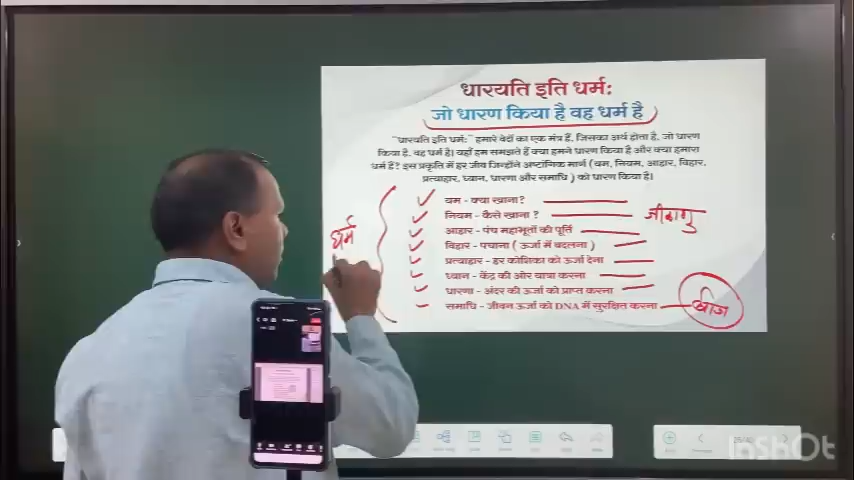 धारयति इति धर्म:
जो धारण किया है वह धर्म है
"धारयति इति धर्म:" हमारे वेदों का एक मंत्र हैं, जिसका अर्थ होता है, जो धारण
किया है, वह धर्म है। यहाँ हम समझते हैं क्या हमने धारण किया है और क्या हमारा
धर्म है? इस प्रकृति में हर जीव जिन्होंने अष्टांगिक मार्ग (यम, नियम, आहार, विहार,
प्रत्याहार, ध्यान, धारणा और समाधि) को धारण किया है।
यम - क्या खाना?
नियम - कैसे खाना ?
जीवाणु
आहार - पंच महाभूतों की पूर्ति
धर्म
विहार - पचाना ( ऊर्जा में बदलना )
प्रत्याहार - हर कोशिका को ऊर्जा देना
ध्यान - केंद्र की ओर यात्रा करना
धारणा - अंदर की ऊर्जा को प्राप्त करना
समाधि - जीवन ऊर्जा को DNA में सुरक्षित करना
बीज
InShOt